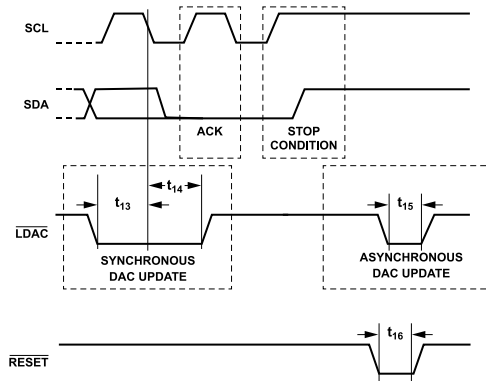 SCL
SDA
ACK
STOP
CONDITION
t13
t14
t15
LDAC
SYNCHRONOUS
DAC UPDATE
ASYNCHRONOUS
DAC UPDATE
t16
RESET